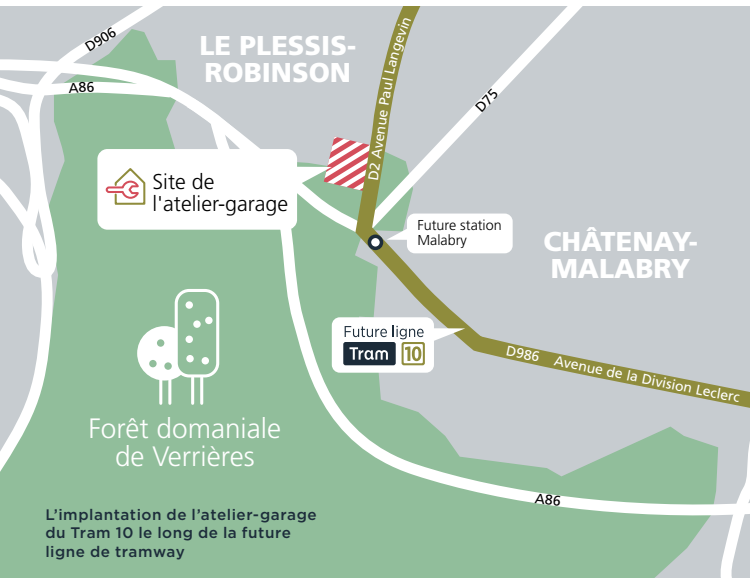 D906
LE PLESSIS-
ROBINSON
A86
D2 Avenue Paul Langevin
D75
Site de
l'atelier-garage
Future station
Malabry
CHÂTENAY-
MALABRY
Future ligne
Tram 10
D986 Avenue de la Division Leclerc
Forêt domaniale
de Verrières
A86
L'implantation de l'atelier-garage
du Tram 10 le long de la future
ligne de tramway